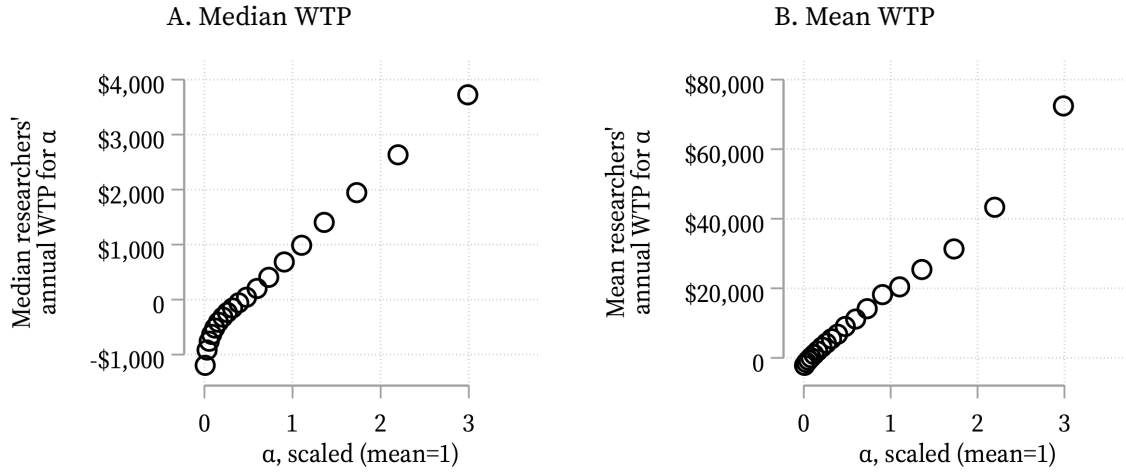 A. Median WTP
Median researchers'
annual WTP for α
$4,000
$3,000
$2,000
$1,000
0
-$1,000
0 1 2 3
α, scaled (mean=1)
B. Mean WTP
Mean researchers'
annual WTP for α
$80,000
$60,000
$40,000
$20,000
0
0 1 2 3
α, scaled (mean=1)